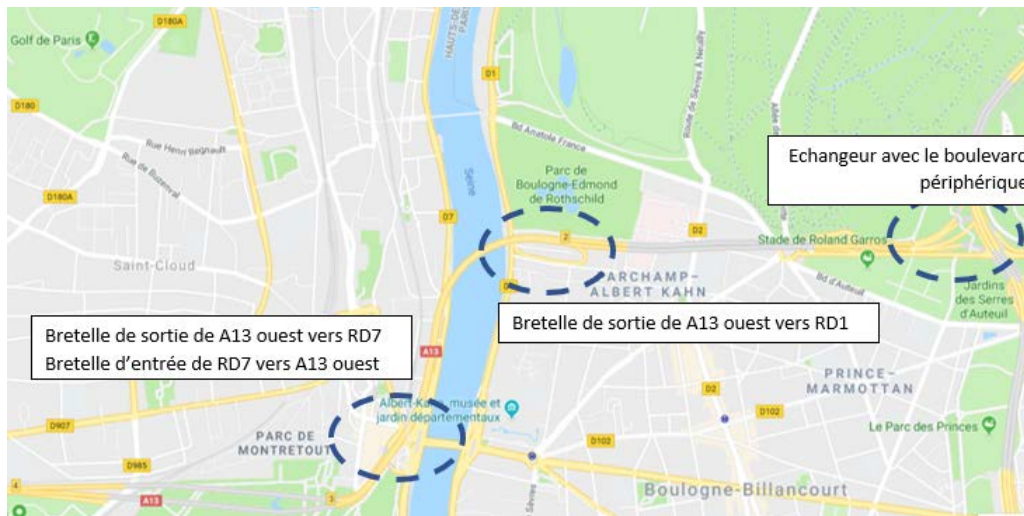 D180A
Golf de Paris
D180
Rue Henri Regnault
Rue de Buzenval
D180A
HAUTS-DE-
PARIS
D1
Seine
D7
Bd Anatole France
Route de Sèvres À Neuilly
Allée de
Parc de
Boulogne-Edmond
de Rothschild
2
D2
Echangeur avec le boulevard
périphérique
Stade de Roland Garros
Bd d'Auteuil
Jardins
des Serres
d'Auteuil
Saint-Cloud
ARCHAMP-
ALBERT KAHN
Bretelle de sortie de A13 ouest vers RD7
Bretelle d'entrée de RD7 vers A13 ouest
Bretelle de sortie de A13 ouest vers RD1
A13
PRINCE-
MARMOTTAN
D2
Albert-Kahn, musée et
jardin départementaux
D102
Le Parc des Princes
D907
PARC DE
MONTRETOUT
D102
D985
4
A13
3
Sèvres
Boulogne-Billancourt